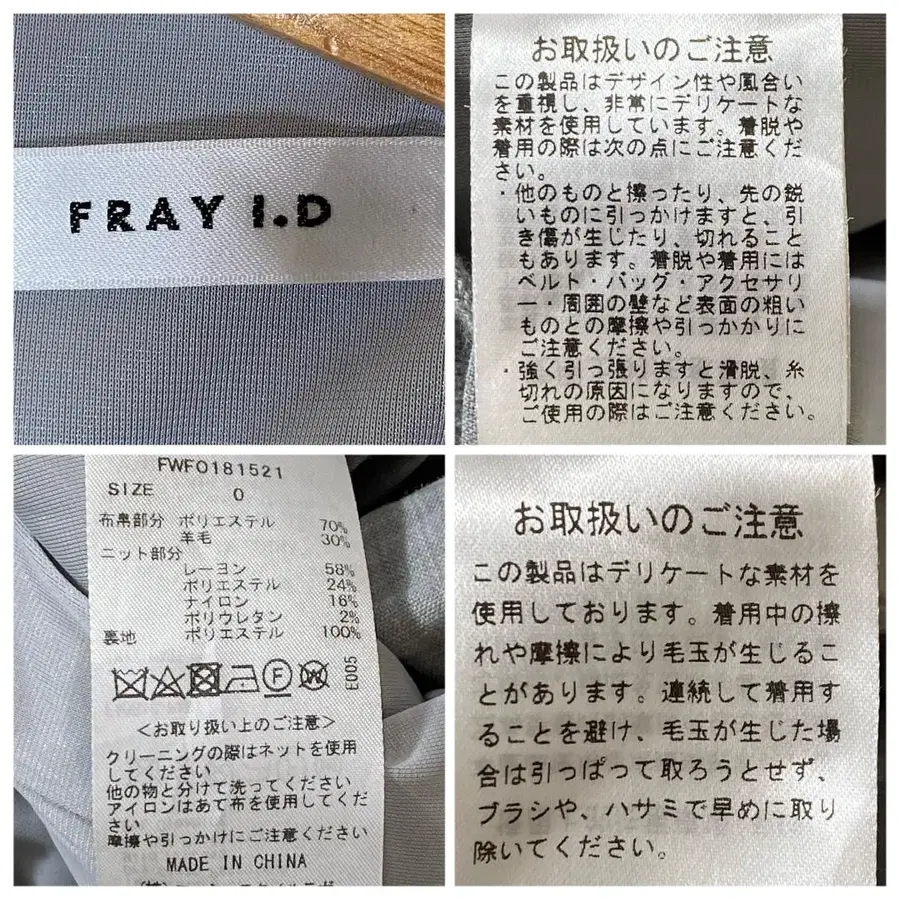 FRAY I.D
お取扱いのご注意
この製品はデザイン性や風合い
を重視し、非常にデリケートな
素材を使用しています。着脱や
着用の際は次の点にご注意くだ
さい。
・他のものと擦ったり、先の鋭
いものに引っかけますと、引
き傷が生じたり、切れること
もあります。着脱や着用には
ベルト・バッグ・アクセサリ
ー・周囲の壁など表面の粗い
ものとの摩擦や引っかかりに
ご注意ください。
・強く引っ張りますと滑脱、糸
切れの原因になりますので、
ご使用の際はご注意ください。
FWFO181521
SIZE 0
布帛部分 ポリエステル 70%
羊毛 30%
ニット部分
レーヨン 58%
ポリエステル 24%
ナイロン 16%
ポリウレタン 2%
裏地 ポリエステル 100%
E005
<お取り扱い上のご注意>
クリーニングの際はネットを使用
してください
他の物と分けて洗ってください
アイロンはあて布を使用してくだ
さい
摩擦や引っかけにご注意ください
MADE IN CHINA
お取扱いのご注意
この製品はデリケートな素材を
使用しております。着用中の擦
れや摩擦により毛玉が生じるこ
とがあります。連続して着用す
ることを避け、毛玉が生じた場
合は引っぱって取ろうとせず、
ブラシや、ハサミで早めに取り
除いてください。